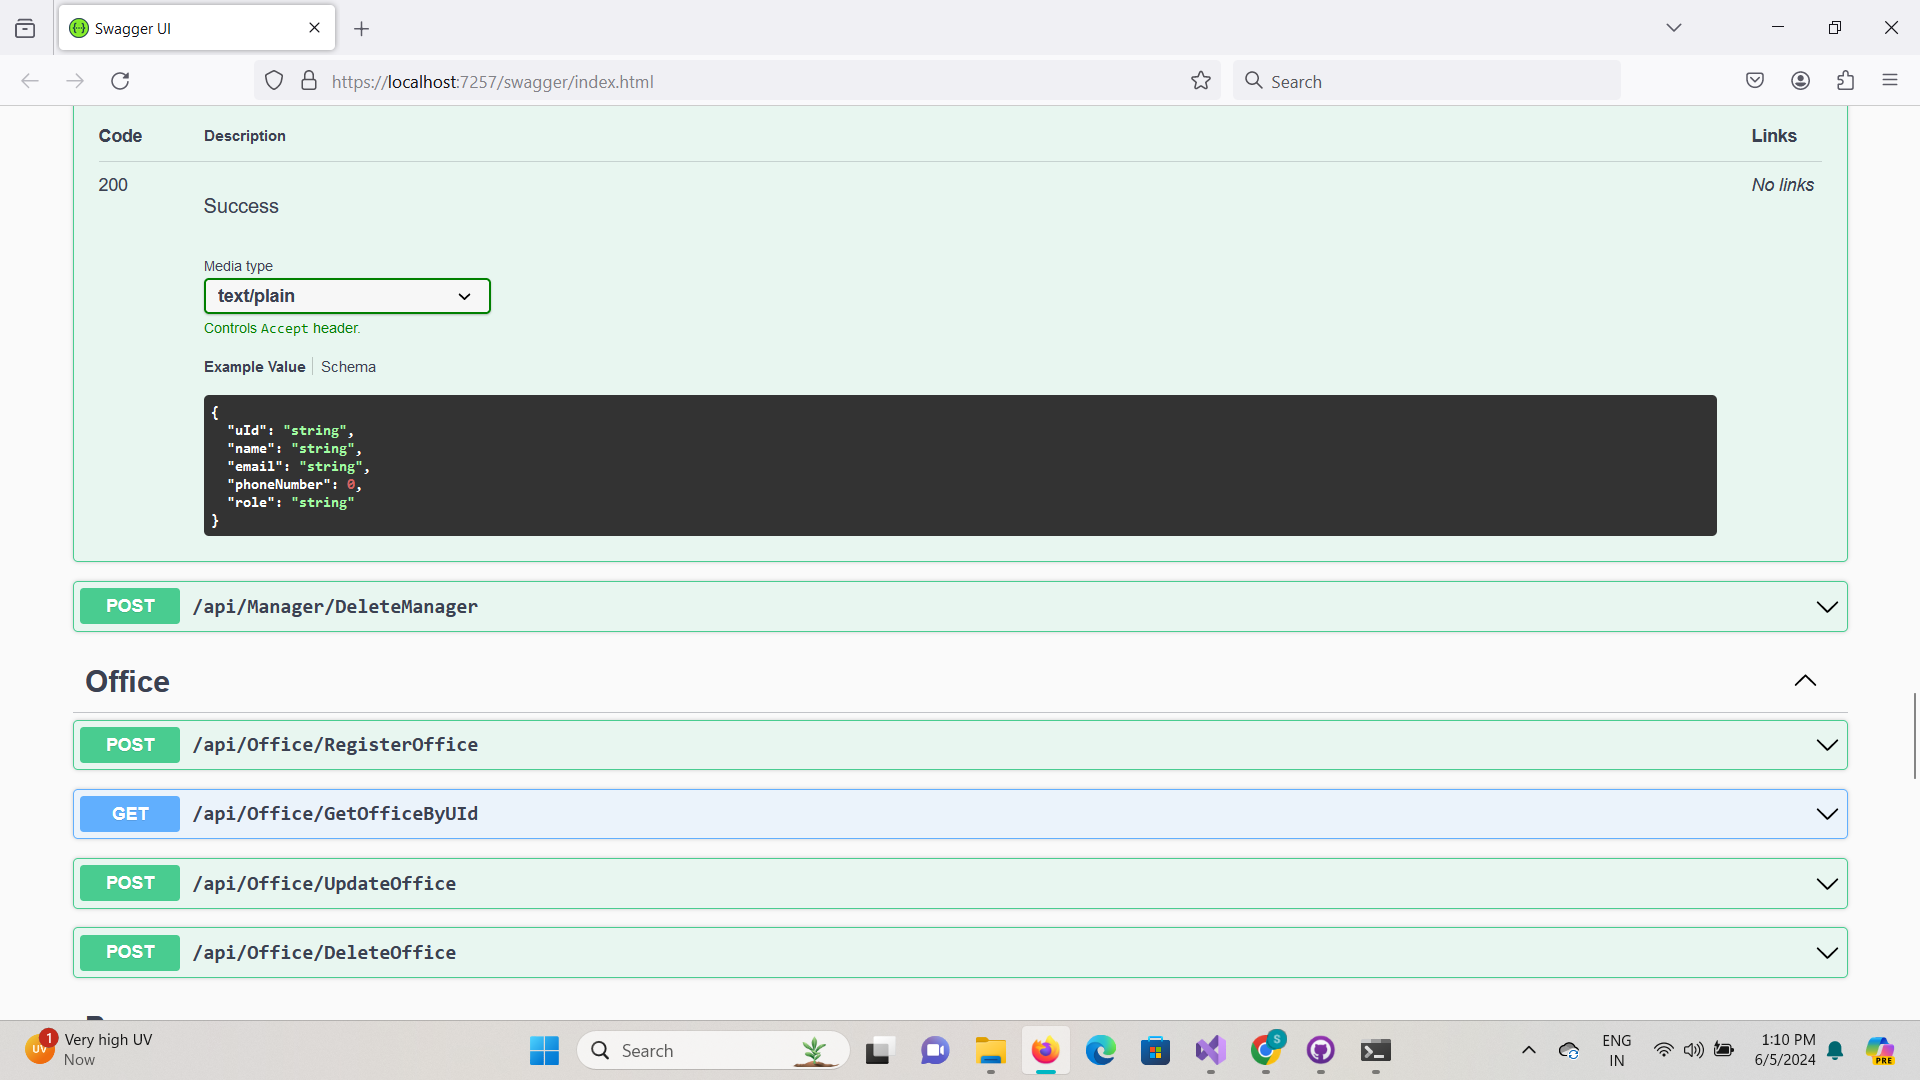 Swagger UI
https://localhost:7257/swagger/index.html
Search
Code Description Links
200 Success No links
Media type
text/plain
Controls Accept header.
Example Value Schema
{
"uId": "string",
"name": "string",
"email": "string",
"phoneNumber": 0,
"role": "string"
}
POST /api/Manager/DeleteManager
Office
POST /api/Office/RegisterOffice
GET /api/Office/GetOfficeByUId
POST /api/Office/UpdateOffice
POST /api/Office/DeleteOffice
UV 1 Very high UV
Now
Search
S
ENG
IN
1:10 PM
6/5/2024
PRE